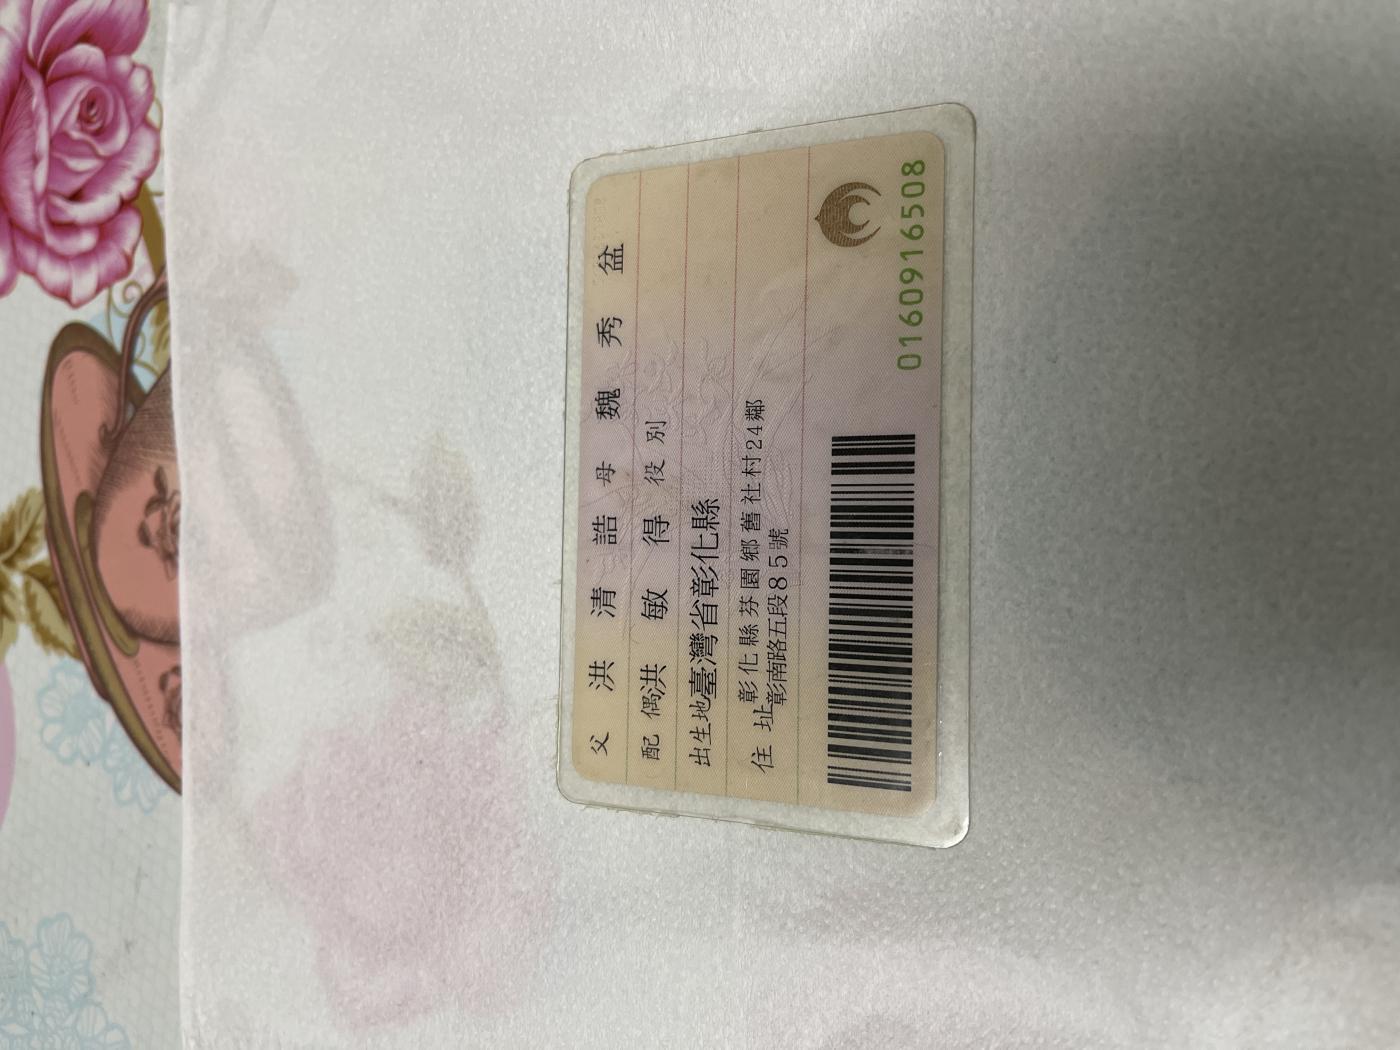 父 洪清誥 母 魏秀盆
配偶 洪敏得 役別
出生地 臺灣省彰化縣
住址 彰化縣芬園鄉舊社村24鄰
彰南路五段85號
0160916508